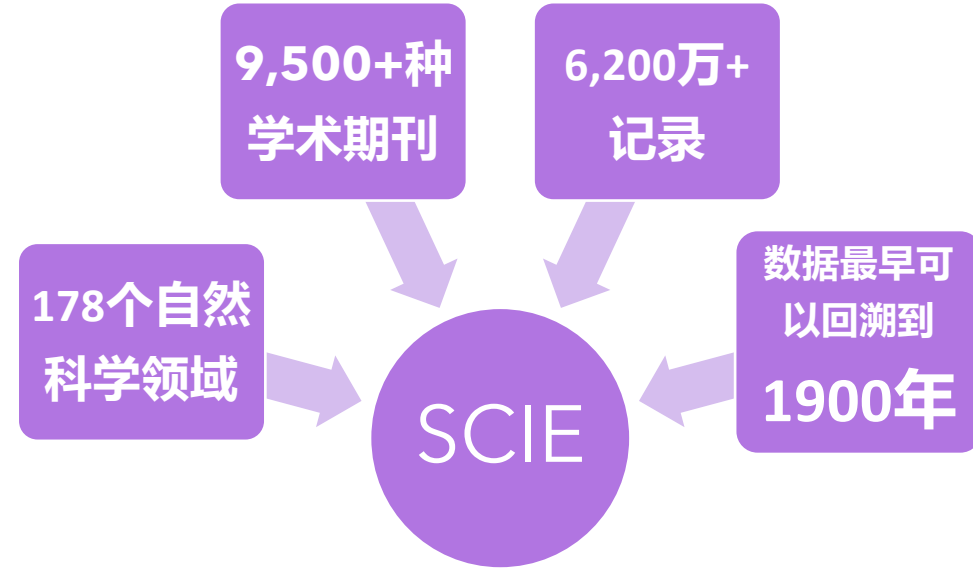 9,500+种
学术期刊
6,200万+
记录
178个自然
科学领域
数据最早可
以回溯到
1900年
SCIE